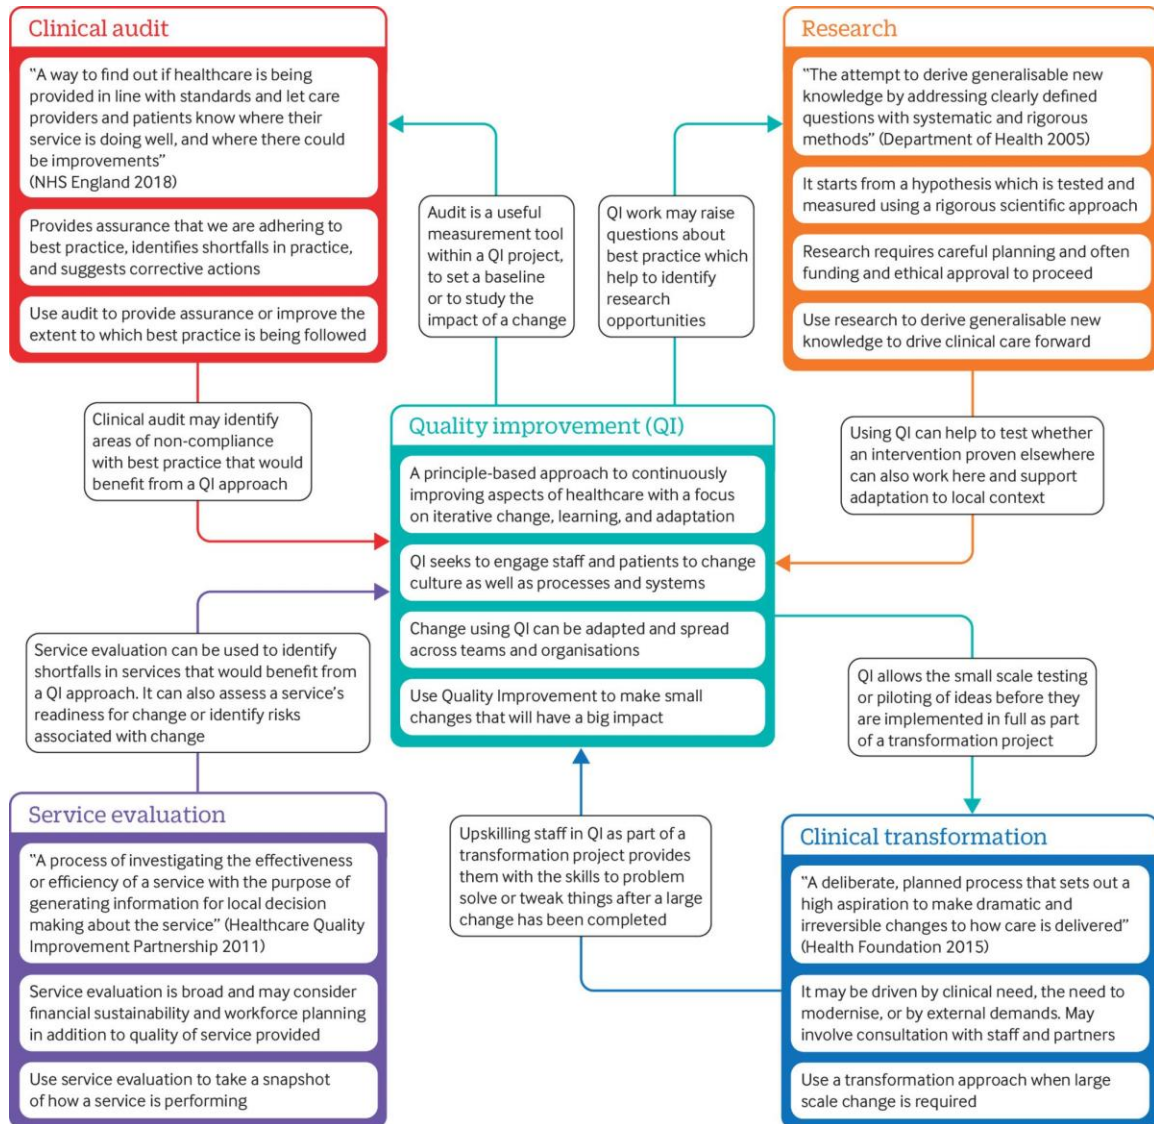 Clinical audit
"A way to find out if healthcare is being
provided in line with standards and let care
providers and patients know where their
service is doing well, and where there could
be improvements"
(NHS England 2018)
Provides assurance that we are adhering to
best practice, identifies shortfalls in practice,
and suggests corrective actions
Use audit to provide assurance or improve the
extent to which best practice is being followed
Research
"The attempt to derive generalisable new
knowledge by addressing clearly defined
questions with systematic and rigorous
methods" (Department of Health 2005)
It starts from a hypothesis which is tested and
measured using a rigorous scientific approach
Research requires careful planning and often
funding and ethical approval to proceed
Use research to derive generalisable new
knowledge to drive clinical care forward
Audit is a useful
measurement tool
within a QI project,
to set a baseline
or to study the
impact of a change
QI work may raise
questions about
best practice which
help to identify
research
opportunities
Clinical audit may identify
areas of non-compliance
with best practice that would
benefit from a QI approach
Quality improvement (QI)
A principle-based approach to continuously
improving aspects of healthcare with a focus
on iterative change, learning, and adaptation
QI seeks to engage staff and patients to change
culture as well as processes and systems
Change using QI can be adapted and spread
across teams and organisations
Use Quality Improvement to make small
changes that will have a big impact
Using QI can help to test whether
an intervention proven elsewhere
can also work here and support
adaptation to local context
Service evaluation can be used to identify
shortfalls in services that would benefit from
a QI approach. It can also assess a service's
readiness for change or identify risks
associated with change
QI allows the small scale testing
or piloting of ideas before they
are implemented in full as part
of a transformation project
Service evaluation
"A process of investigating the effectiveness
or efficiency of a service with the purpose of
generating information for local decision
making about the service" (Healthcare Quality
Improvement Partnership 2011)
Service evaluation is broad and may consider
financial sustainability and workforce planning
in addition to quality of service provided
Use service evaluation to take a snapshot
of how a service is performing
Upskilling staff in QI as part of a
transformation project provides
them with the skills to problem
solve or tweak things after a large
change has been completed
Clinical transformation
"A deliberate, planned process that sets out a
high aspiration to make dramatic and
irreversible changes to how care is delivered"
(Health Foundation 2015)
It may be driven by clinical need, the need to
modernise, or by external demands. May
involve consultation with staff and partners
Use a transformation approach when large
scale change is required